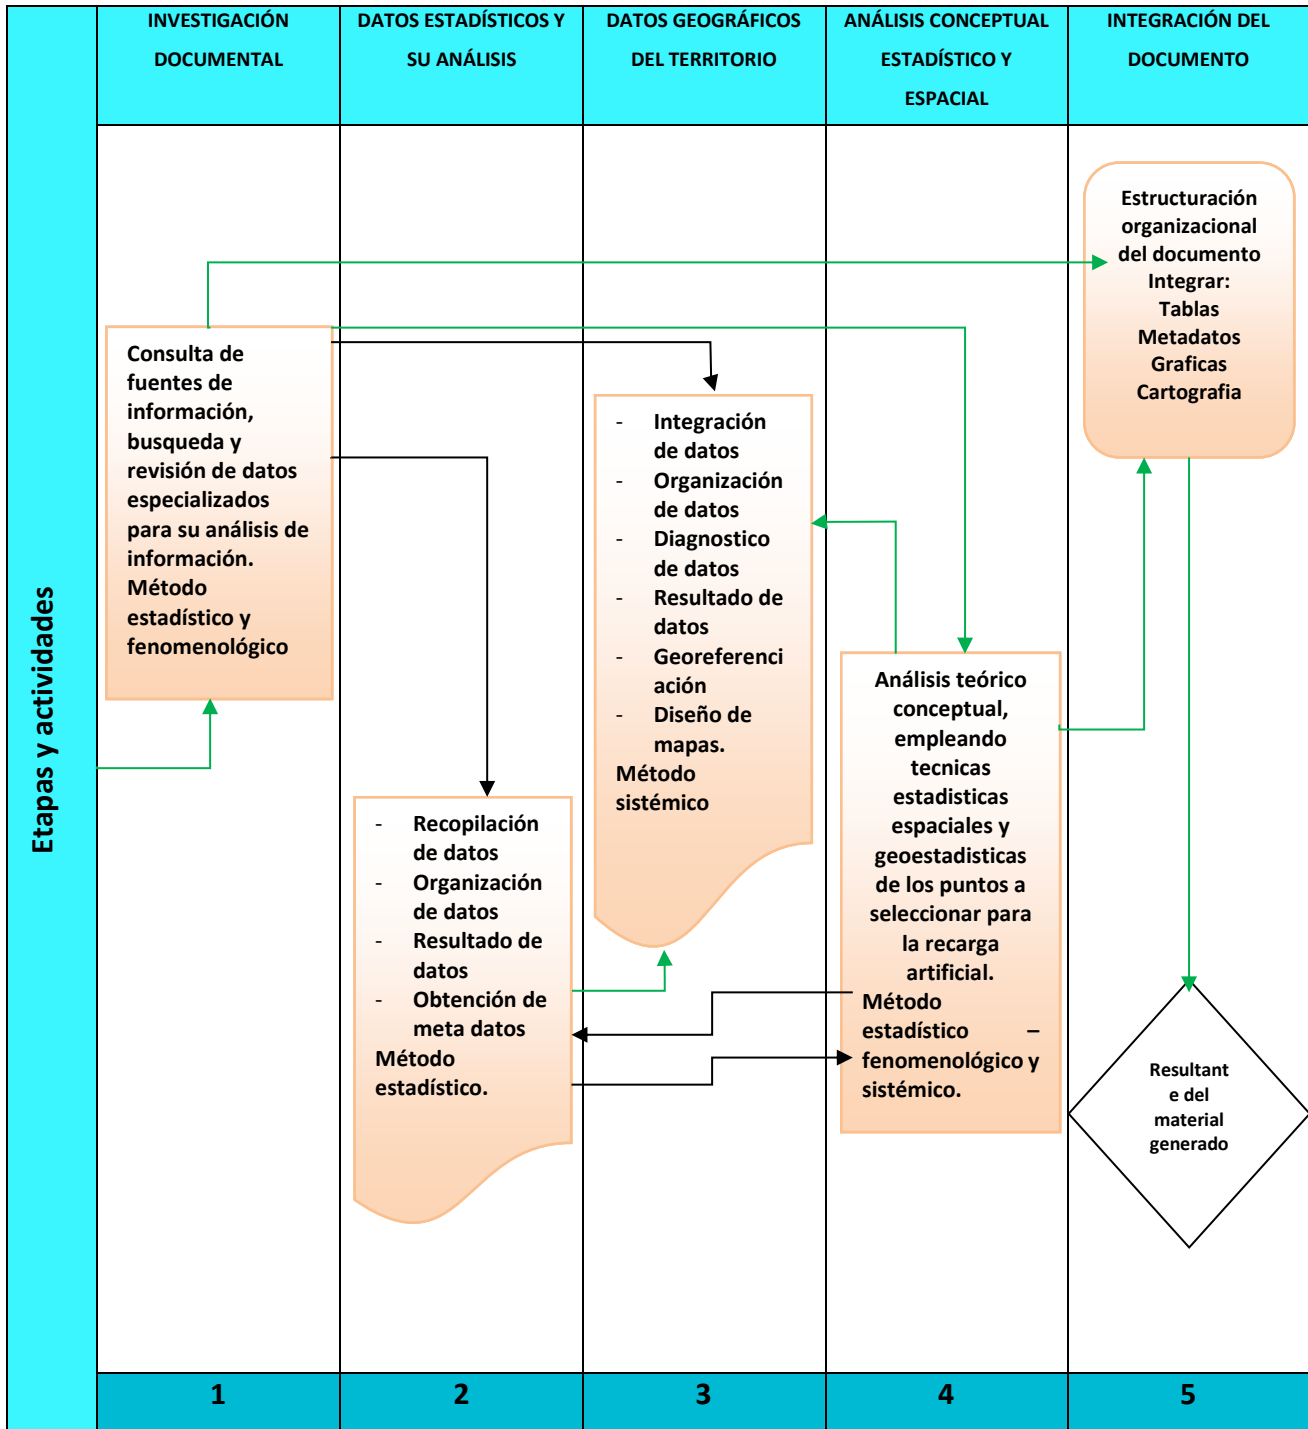 INVESTIGACIÓN
DOCUMENTAL
DATOS ESTADÍSTICOS Y
SU ANÁLISIS
DATOS GEOGRÁFICOS
DEL TERRITORIO
ANÁLISIS CONCEPTUAL
ESTADÍSTICO Y
ESPACIAL
INTEGRACIÓN DEL
DOCUMENTO
Etapas y actividades
Consulta de
fuentes de
información,
busqueda y
revisión de datos
especializados
para su análisis de
información.
Método
estadístico y
fenomenológico
- Recopilación
de datos
- Organización
de datos
- Resultado de
datos
- Obtención de
meta datos
Método
estadístico.
- Integración
de datos
- Organización
de datos
- Diagnostico
de datos
- Resultado de
datos
- Georeferenci
ación
- Diseño de
mapas.
Método
sistémico
Análisis teórico
conceptual,
empleando
tecnicas
estadisticas
espaciales y
geoestadisticas
de los puntos a
seleccionar para
la recarga
artificial.
Método
estadístico –
fenomenológico y
sistémico.
Estructuración
organizacional
del documento
Integrar:
Tablas
Metadatos
Graficas
Cartografia
Resultant
e del
material
generado
1
2
3
4
5